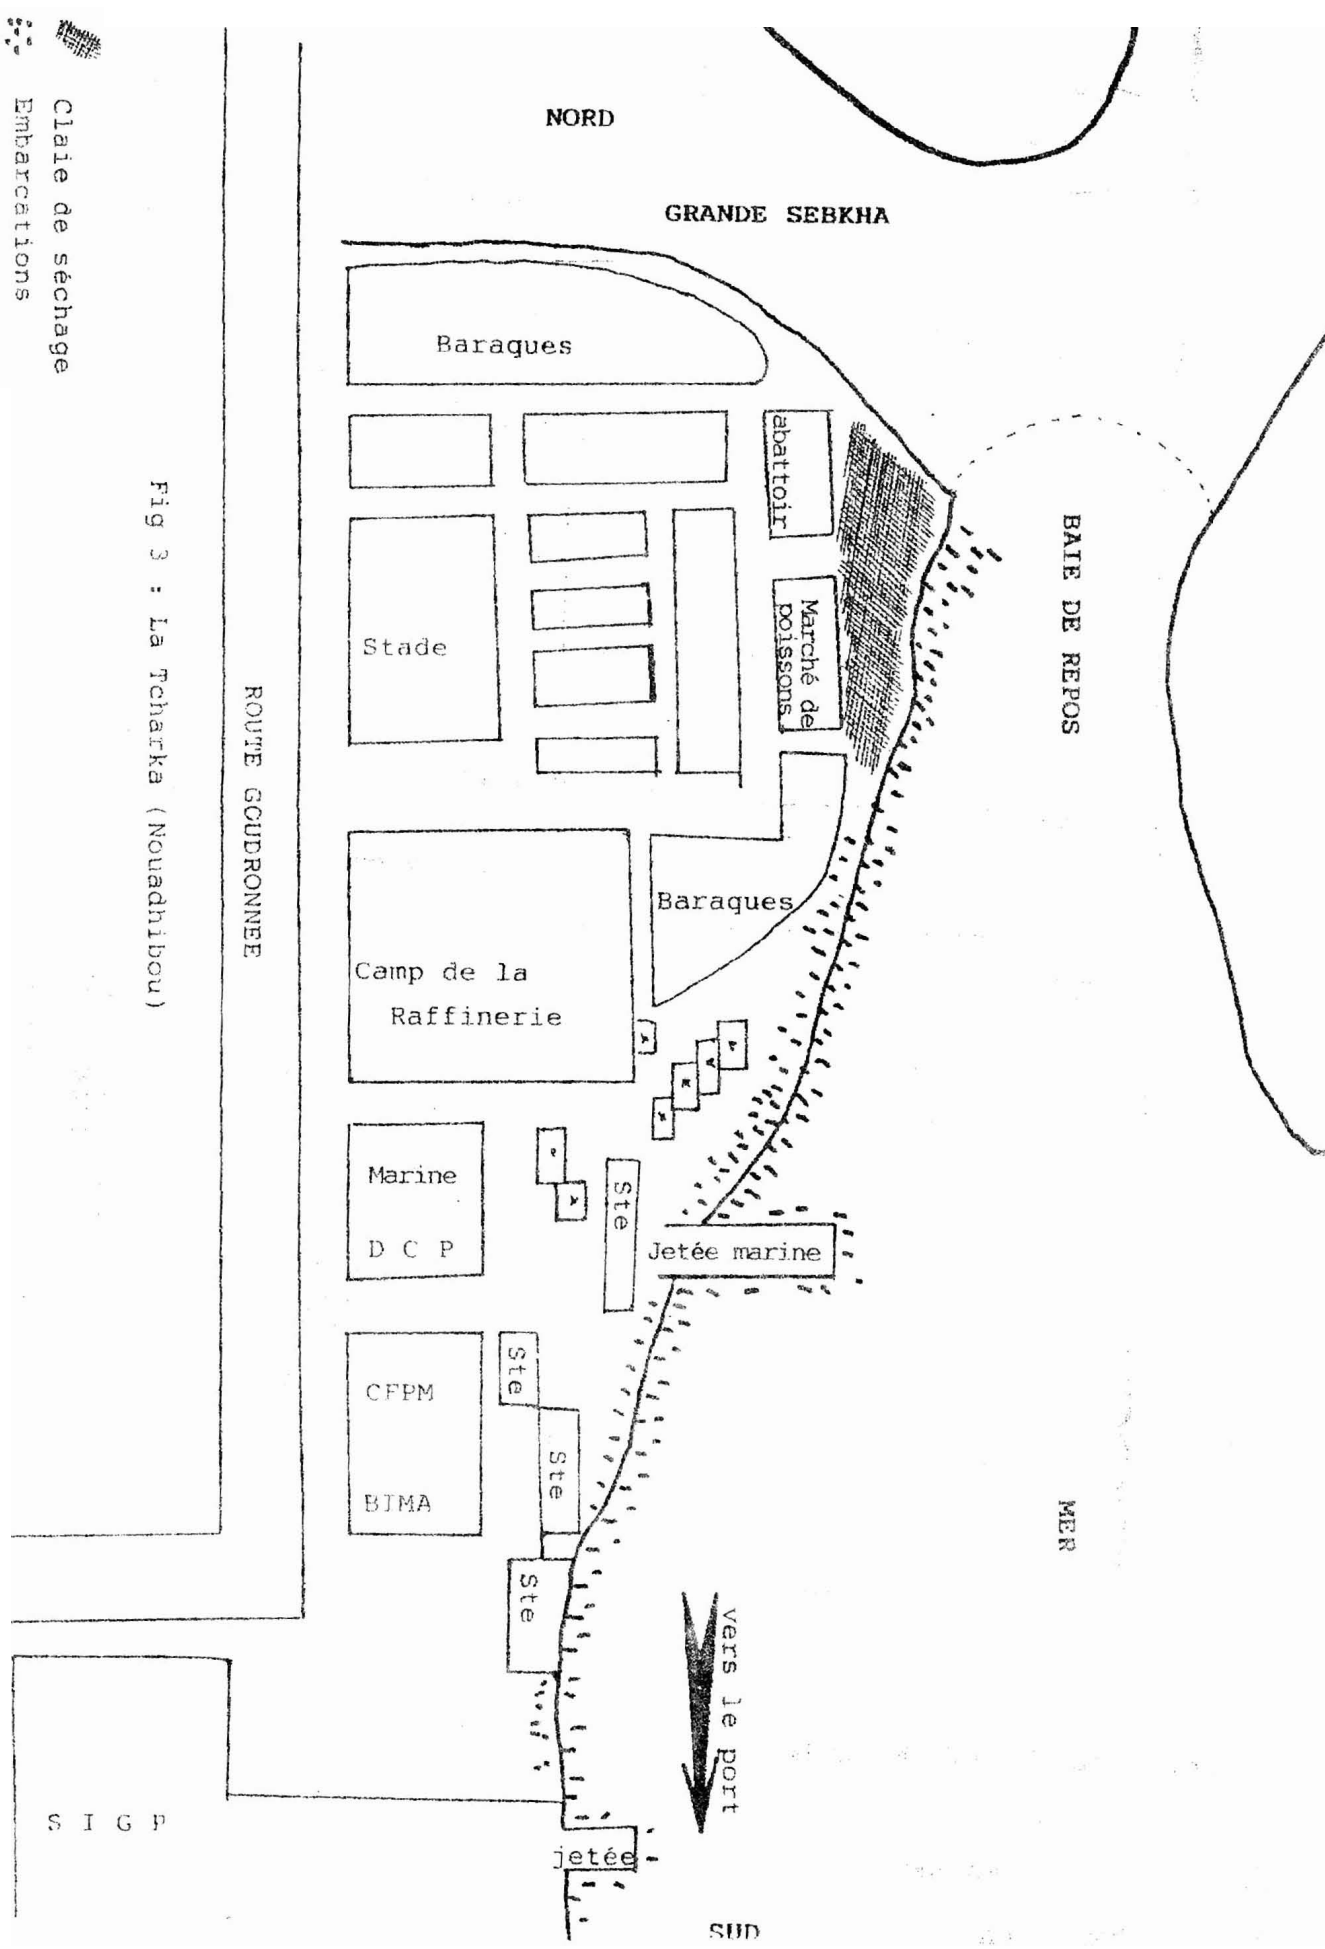 NORD
GRANDE SEBKHA
Claie de séchage
Embarcations
Baraques
abattoir
BAIE DE REPOS
Marché de
poissons
Stade
Fig 3 : La Tcharka (Nouadhibou)
ROUTE GOUDRONNEE
Baraques
Camp de la
Raffinerie
Marine
D C P
Ste
Jetée marine
CFPM
BIMA
Ste
Ste
Ste
MER
vers le port
S I G P
jetée
SUD